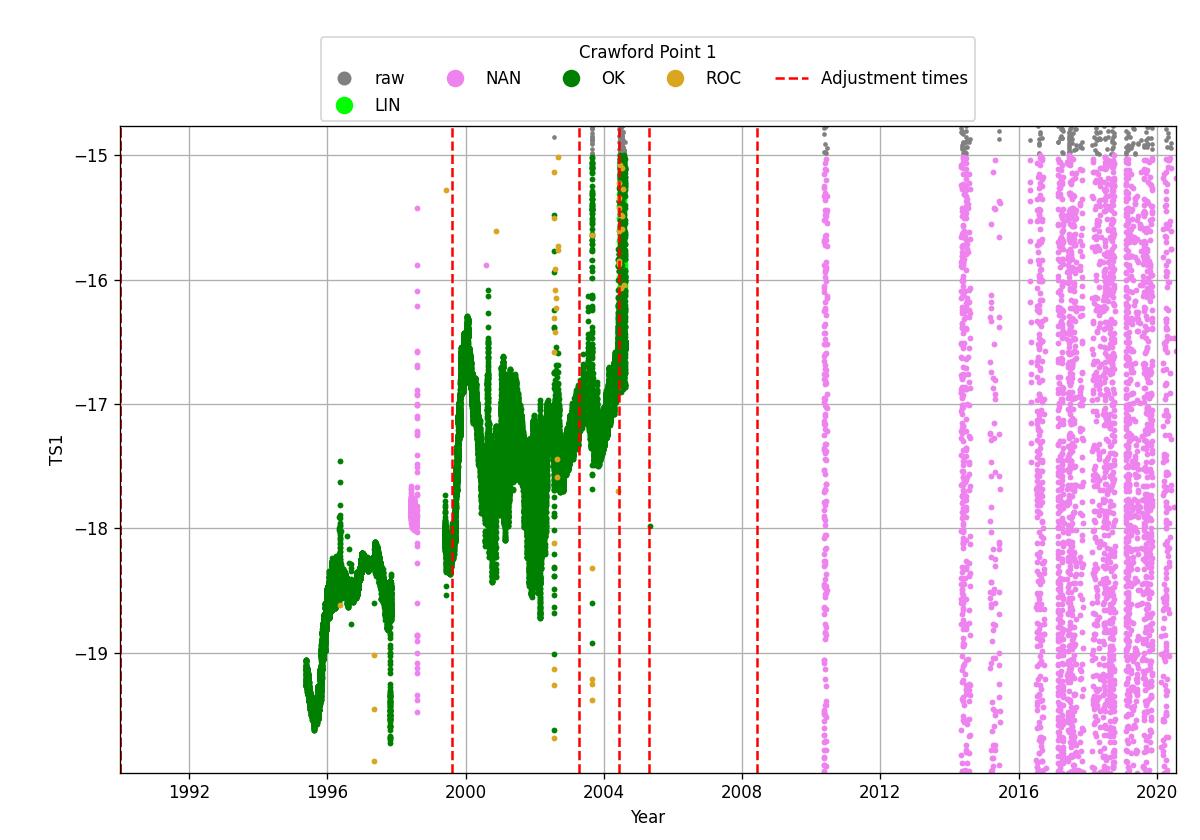 Crawford Point 1
raw NAN OK ROC Adjustment times
LIN
−15
−16
−17
−18
−19
TS1
1992 1996 2000 2004 2008 2012 2016 2020
Year